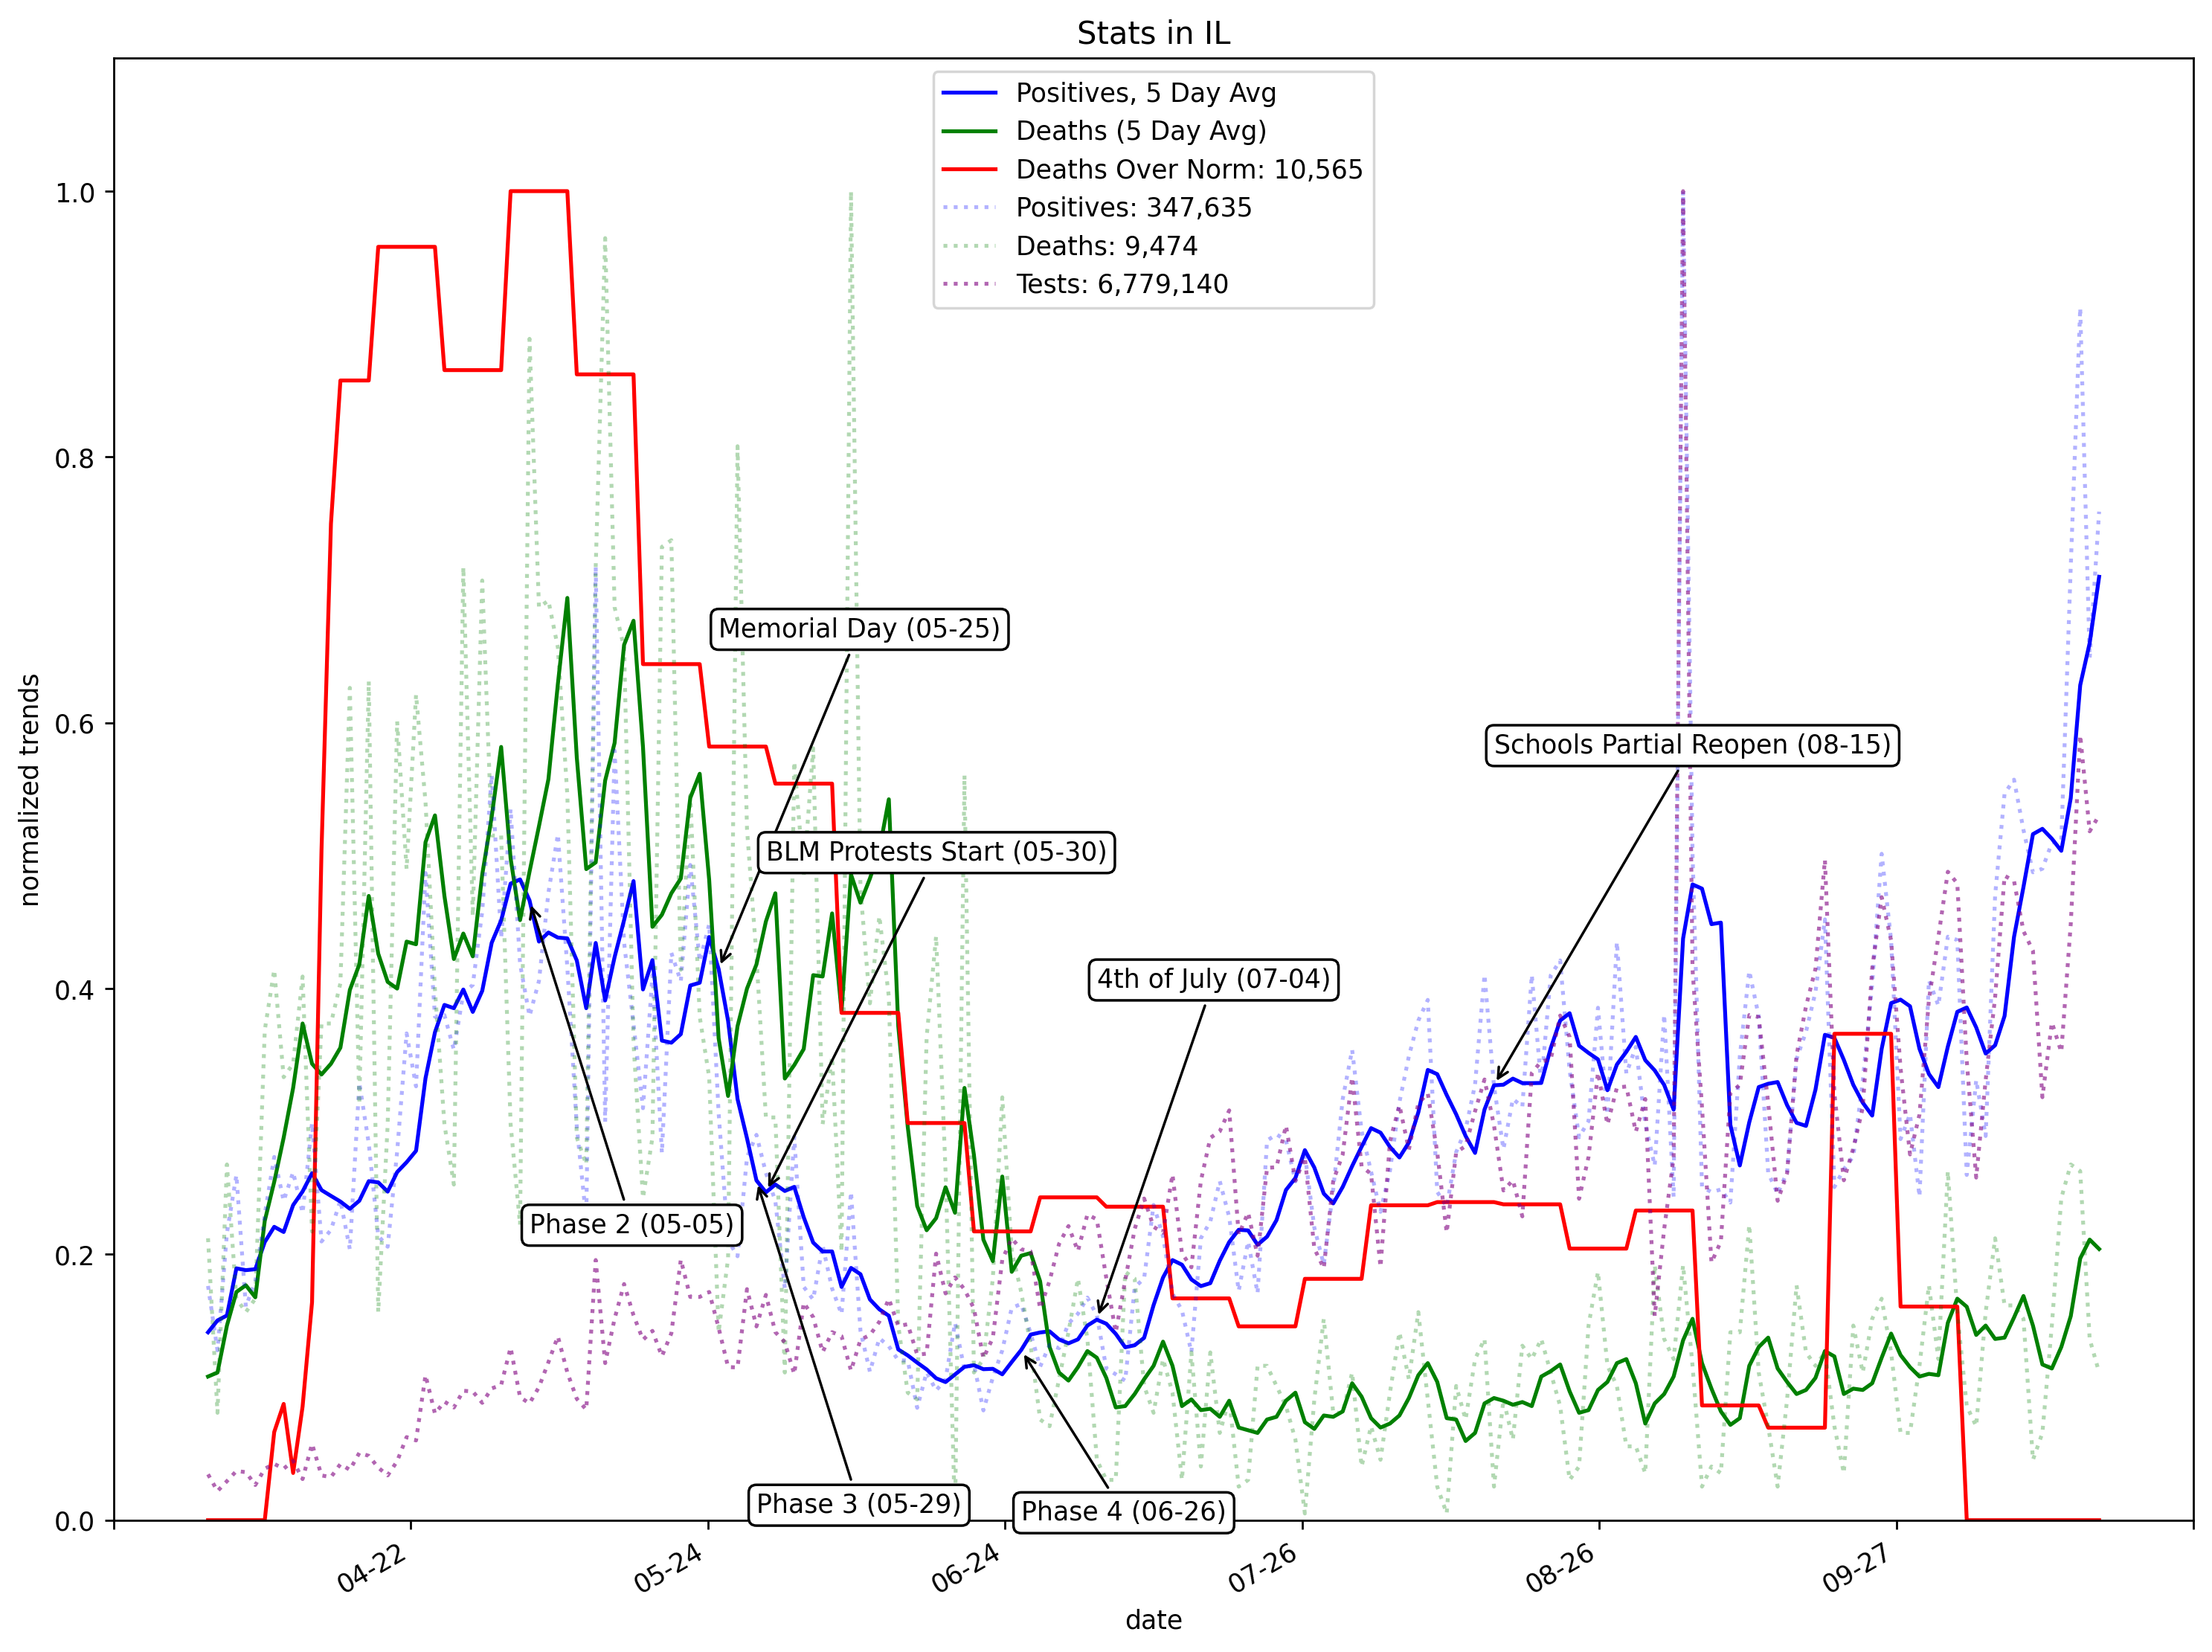 Stats in IL
Positives, 5 Day Avg
Deaths (5 Day Avg)
Deaths Over Norm: 10,565
Positives: 347,635
Deaths: 9,474
Tests: 6,779,140
1.0
0.8
0.6
0.4
0.2
0.0
normalized trends
Memorial Day (05-25)
Schools Partial Reopen (08-15)
BLM Protests Start (05-30)
4th of July (07-04)
Phase 2 (05-05)
Phase 3 (05-29)
Phase 4 (06-26)
04-22
05-24
06-24
07-26
08-26
09-27
date